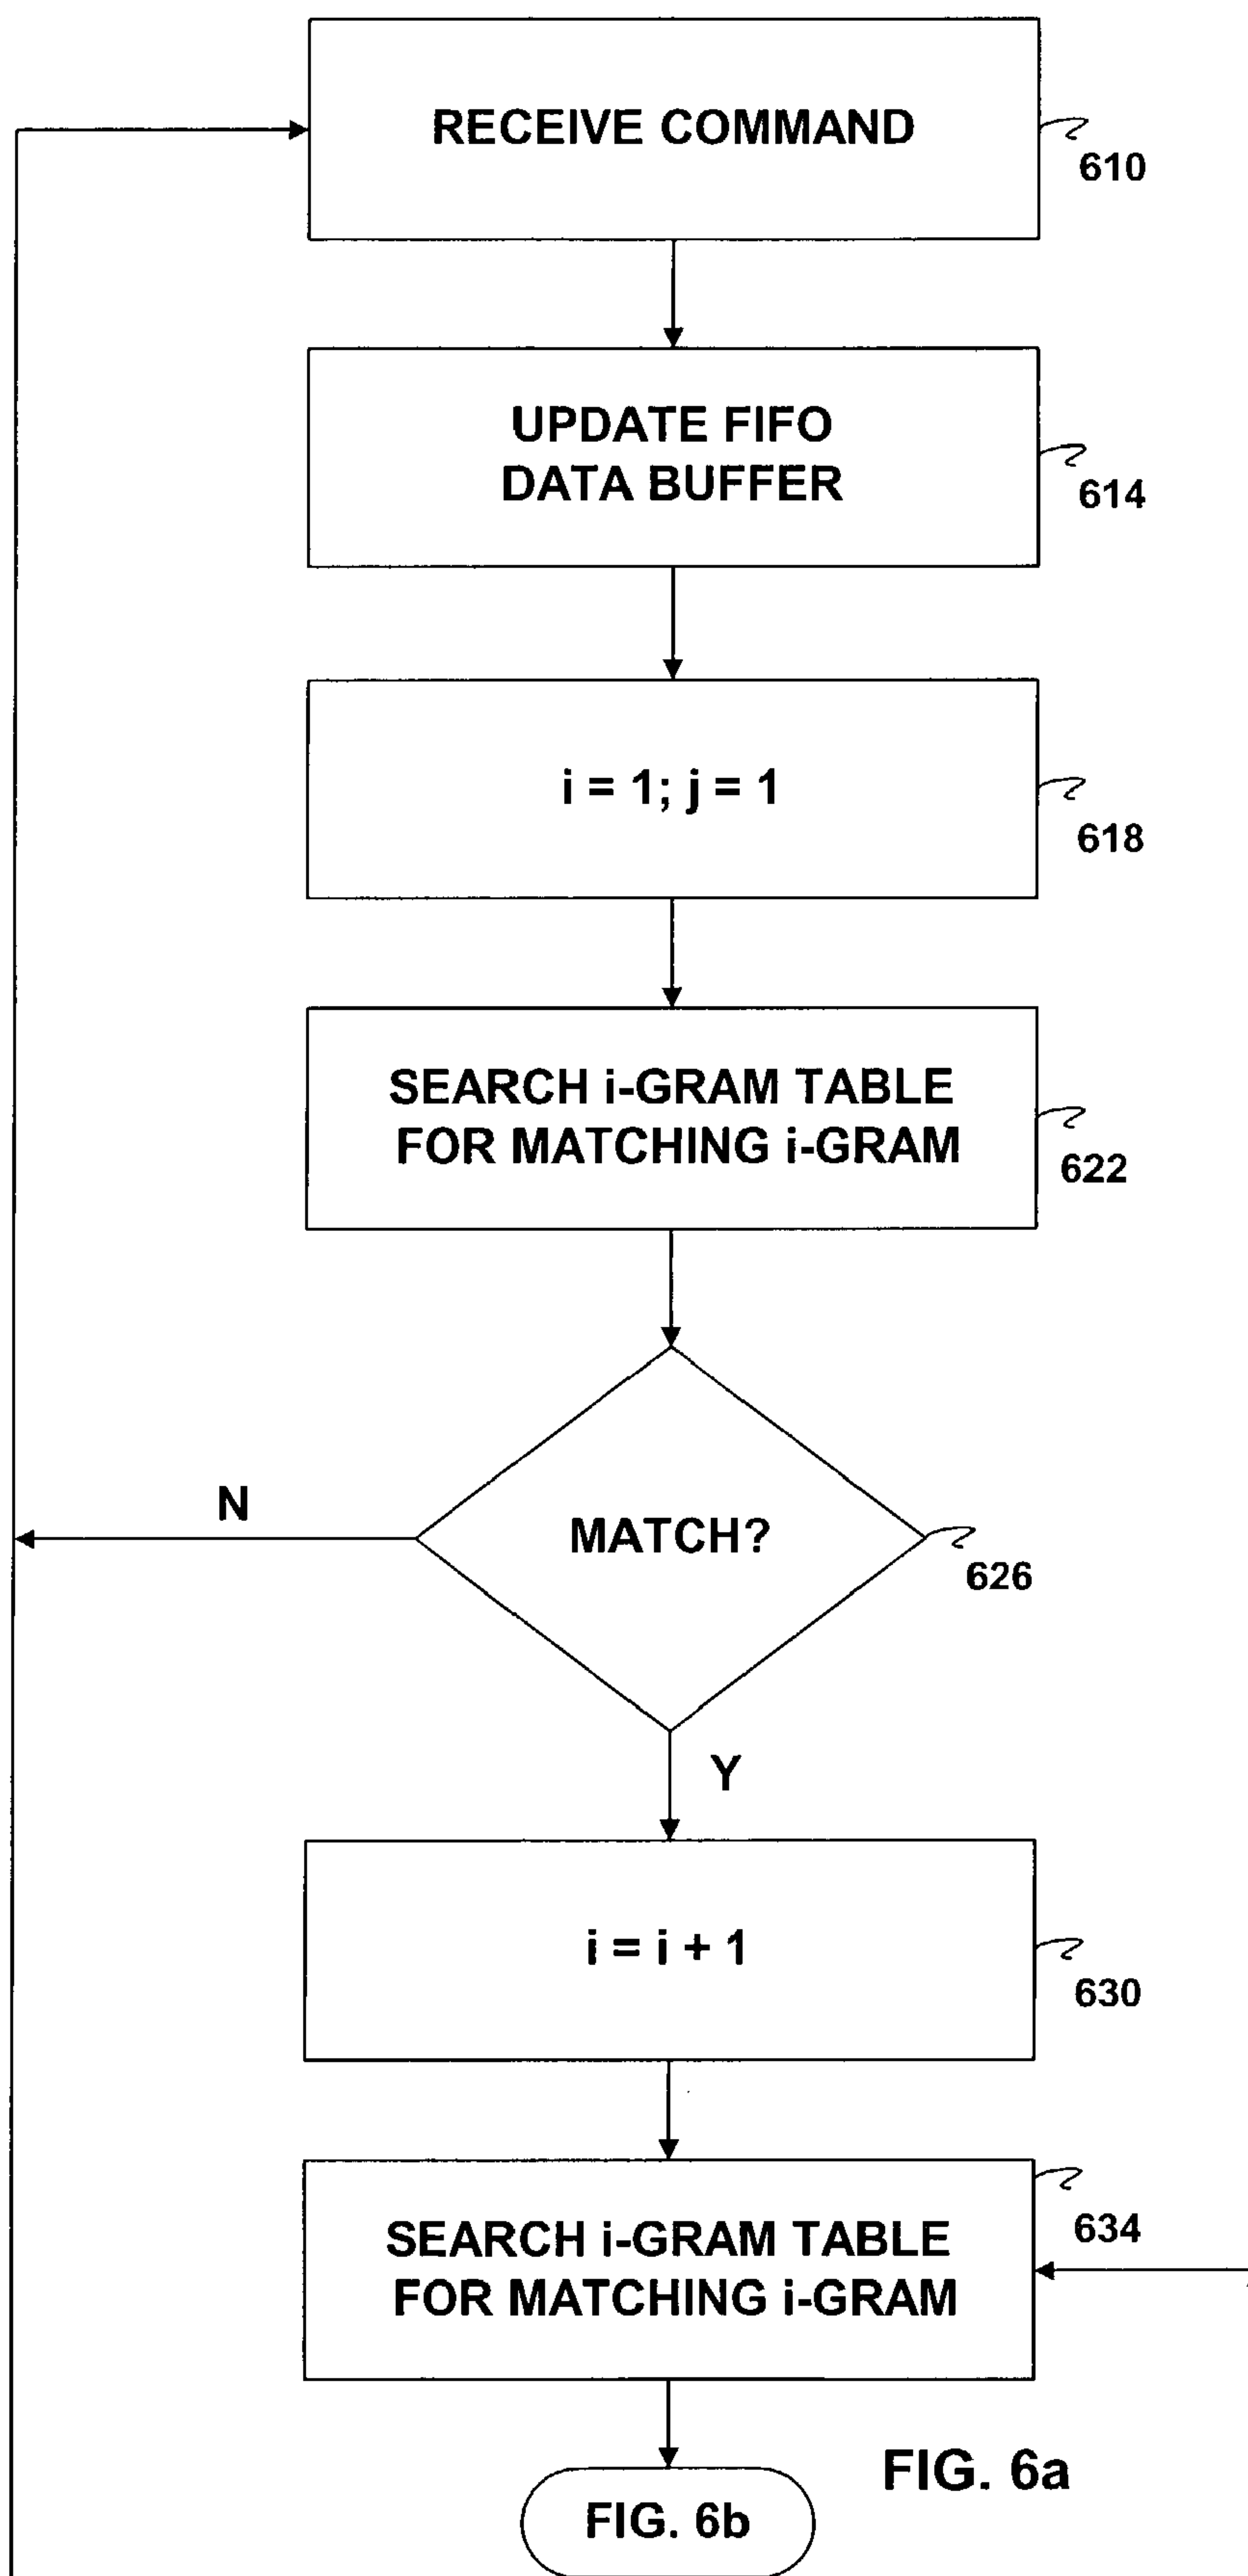 RECEIVE COMMAND
610
UPDATE FIFO
DATA BUFFER
614
i = 1; j = 1
618
SEARCH i-GRAM TABLE
FOR MATCHING i-GRAM
622
N
MATCH?
626
Y
i = i + 1
630
SEARCH i-GRAM TABLE
FOR MATCHING i-GRAM
634
FIG. 6a
FIG. 6b